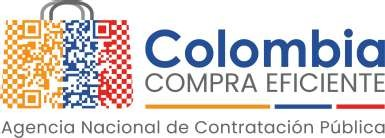 Colombia
COMPRA EFICIENTE
Agencia Nacional de Contratación Pública